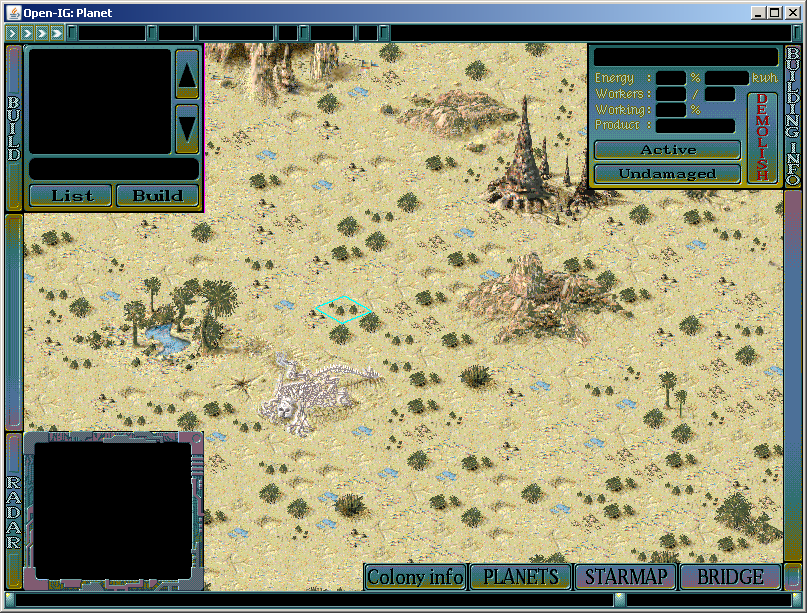 Open-IG: Planet
BUILD
List
Build
Energy : % kwh
Workers : /
Working: %
Product :
Active
Undamaged
DEMOLISH
BUILDING INFO
RADAR
Colony info
PLANETS
STARMAP
BRIDGE